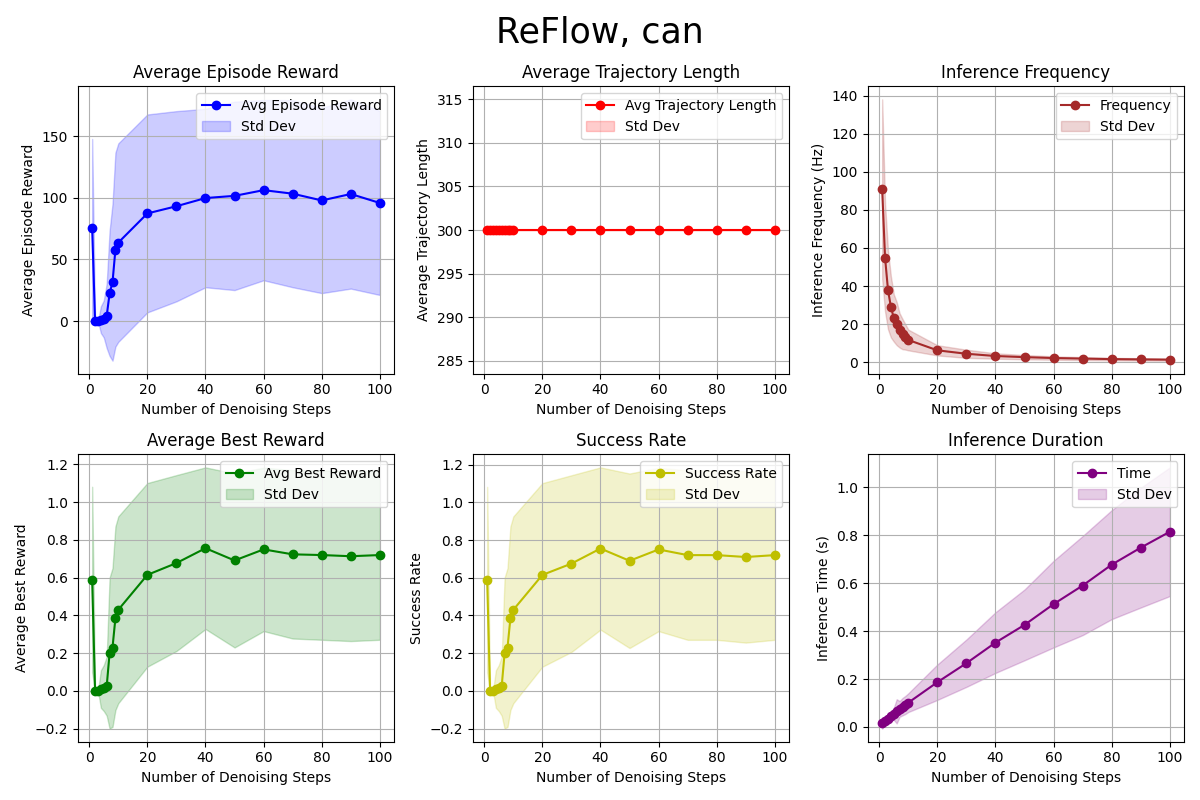 ReFlow, can
Average Episode Reward
Avg Episode Reward
Std Dev
Average Episode Reward
150
100
50
0
0 20 40 60 80 100
Number of Denoising Steps
Average Trajectory Length
Avg Trajectory Length
Std Dev
Average Trajectory Length
315
310
305
300
295
290
285
0 20 40 60 80 100
Number of Denoising Steps
Inference Frequency
Frequency
Std Dev
Inference Frequency (Hz)
140
120
100
80
60
40
20
0
0 20 40 60 80 100
Number of Denoising Steps
Average Best Reward
Avg Best Reward
Std Dev
Average Best Reward
1.2
1.0
0.8
0.6
0.4
0.2
0.0
−0.2
0 20 40 60 80 100
Number of Denoising Steps
Success Rate
Success Rate
Std Dev
Success Rate
1.2
1.0
0.8
0.6
0.4
0.2
0.0
−0.2
0 20 40 60 80 100
Number of Denoising Steps
Inference Duration
Time
Std Dev
Inference Time (s)
1.0
0.8
0.6
0.4
0.2
0.0
0 20 40 60 80 100
Number of Denoising Steps